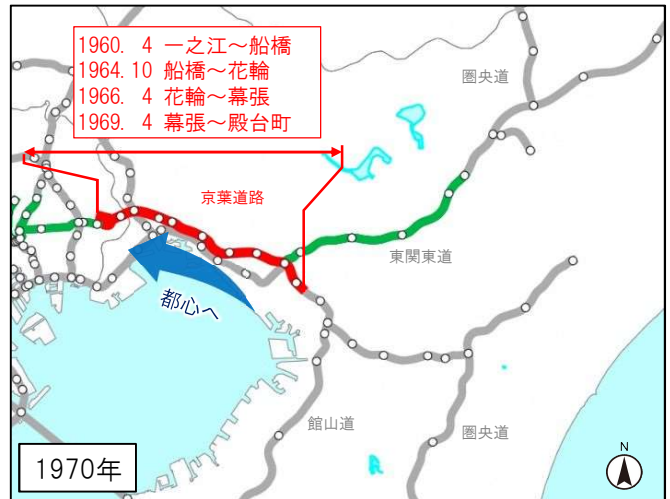 1960. 4 一之江～船橋
1964.10 船橋～花輪
1966. 4 花輪～幕張
1969. 4 幕張～殿台町
圏央道
京葉道路
東関東道
都心へ
館山道
圏央道
1970年
N